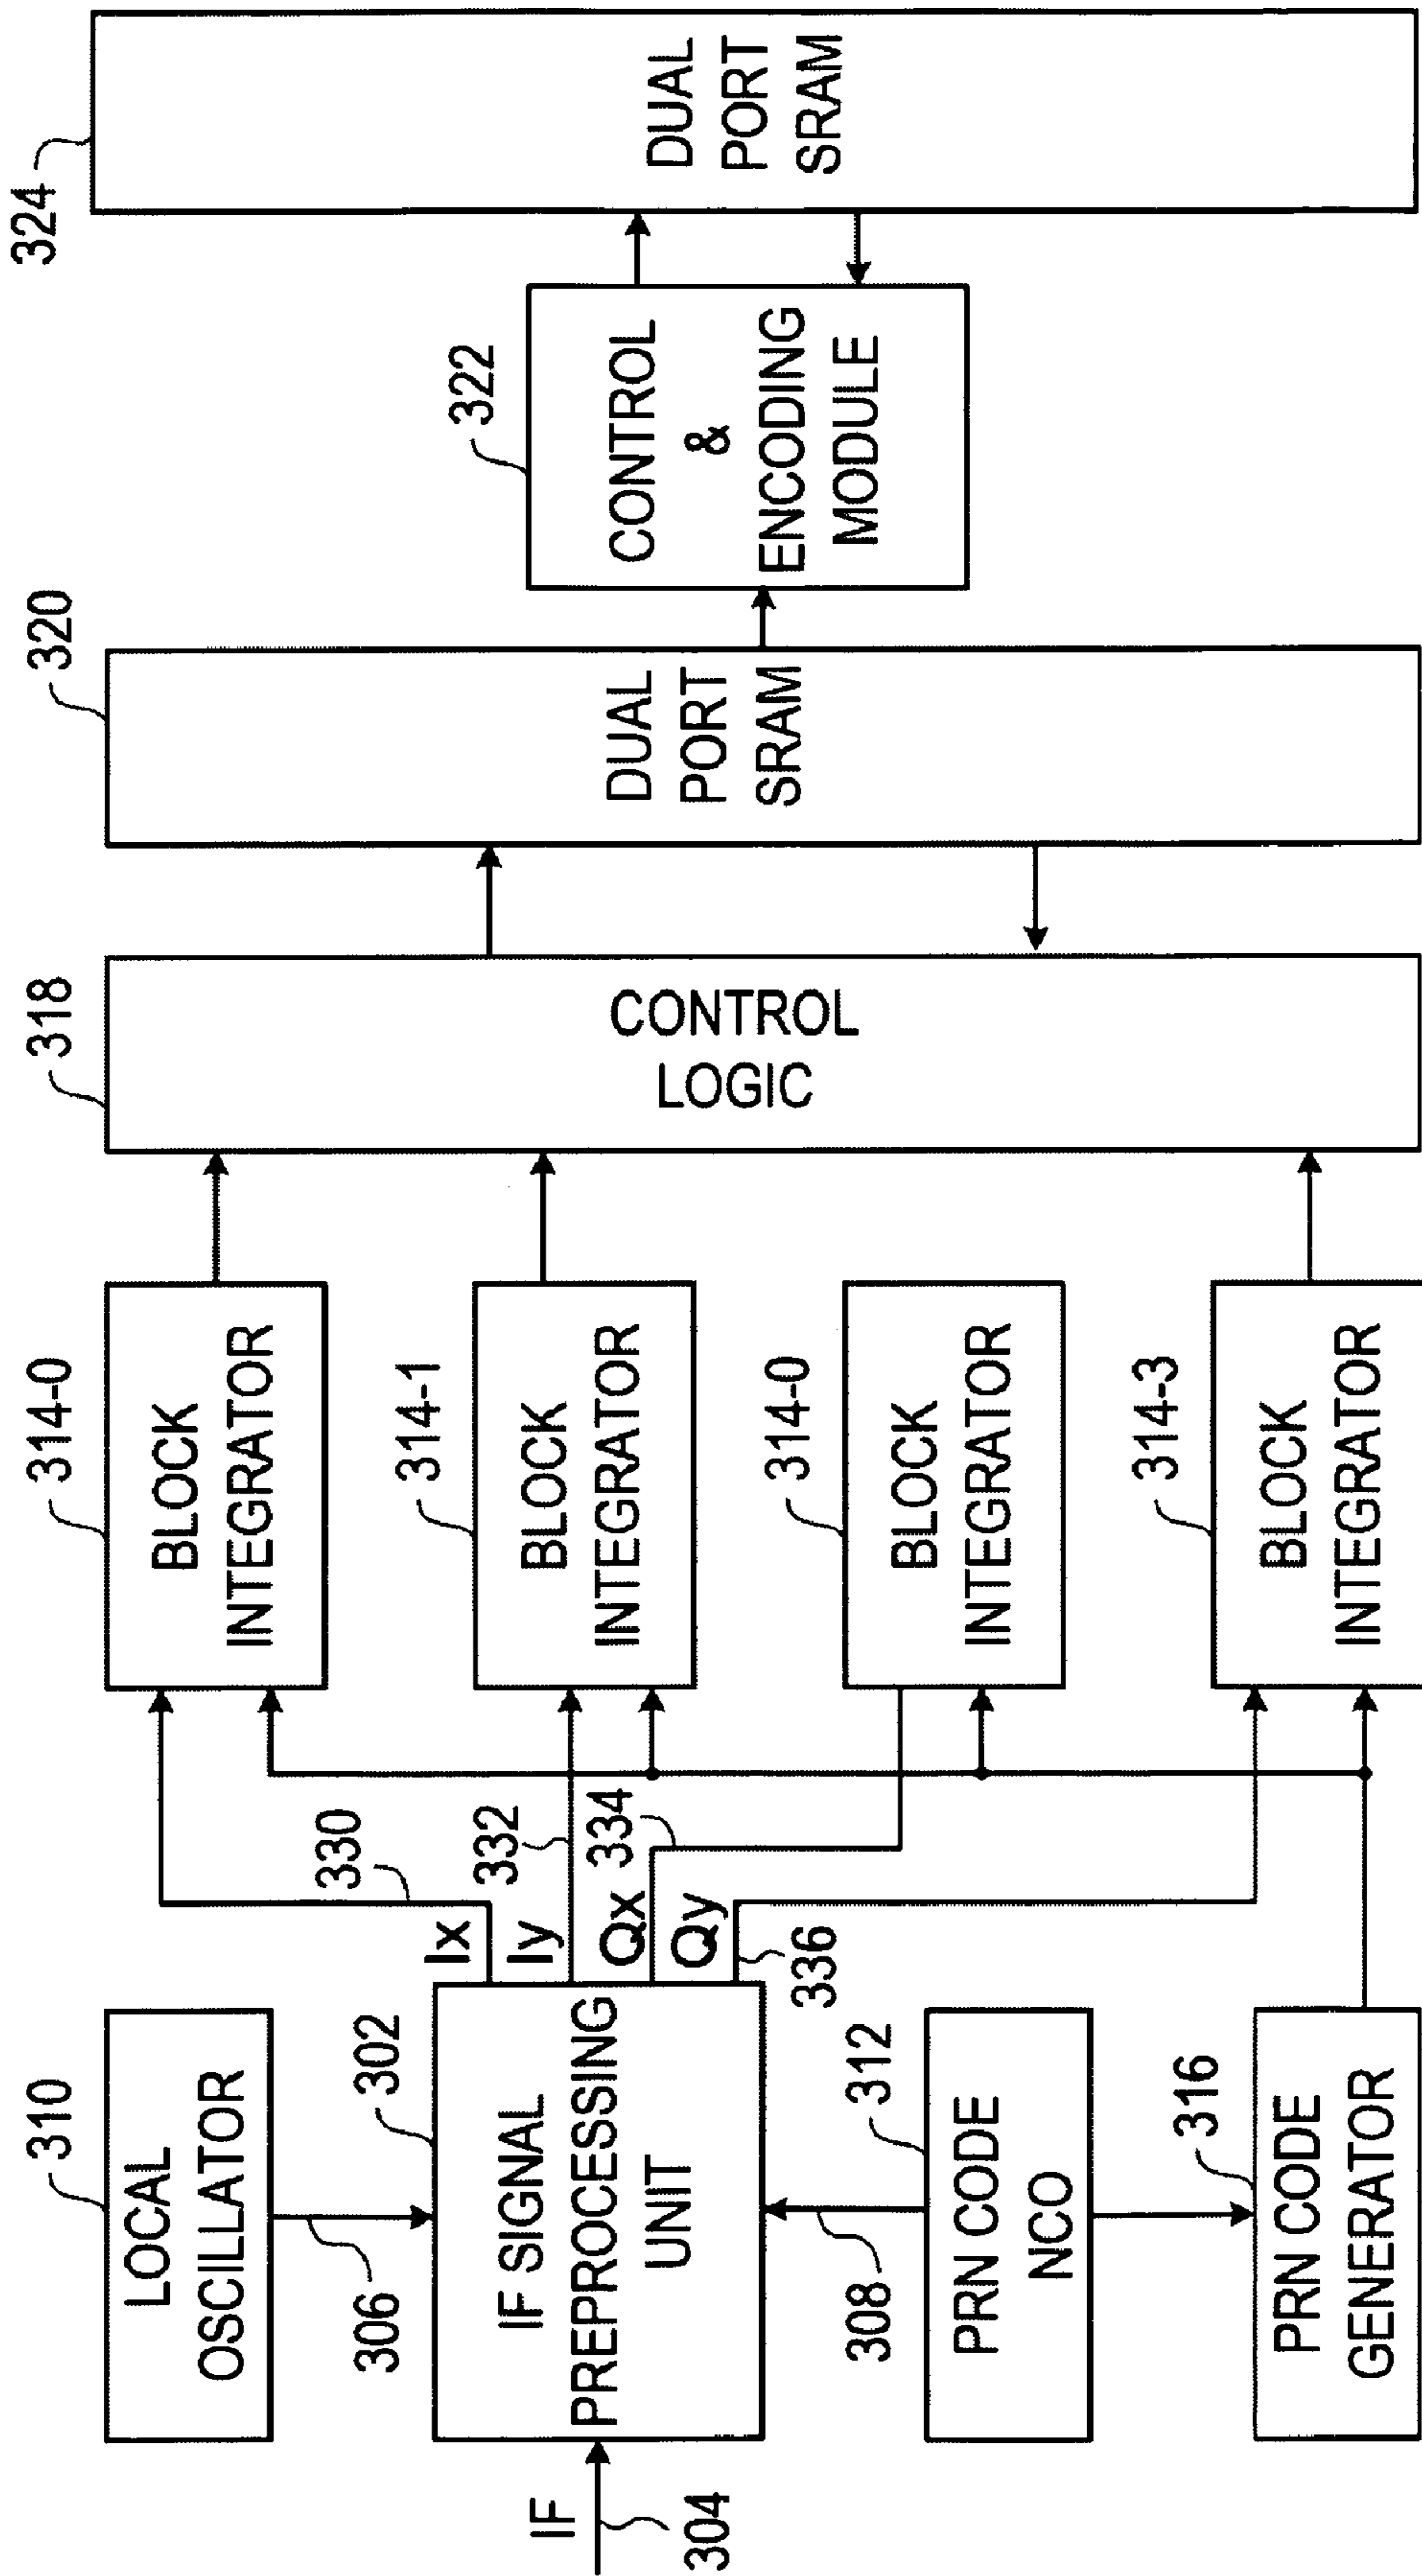 310
LOCAL
OSCILLATOR
306
IF
304
302
IF SIGNAL
PREPROCESSING
UNIT
Ix
Iy
Qx
Qy
330
332
334
336
308
312
PRN CODE
NCO
316
PRN CODE
GENERATOR
314-0
BLOCK
INTEGRATOR
314-1
BLOCK
INTEGRATOR
314-0
BLOCK
INTEGRATOR
314-3
BLOCK
INTEGRATOR
318
CONTROL
LOGIC
320
DUAL
PORT
SRAM
322
CONTROL
&
ENCODING
MODULE
324
DUAL
PORT
SRAM